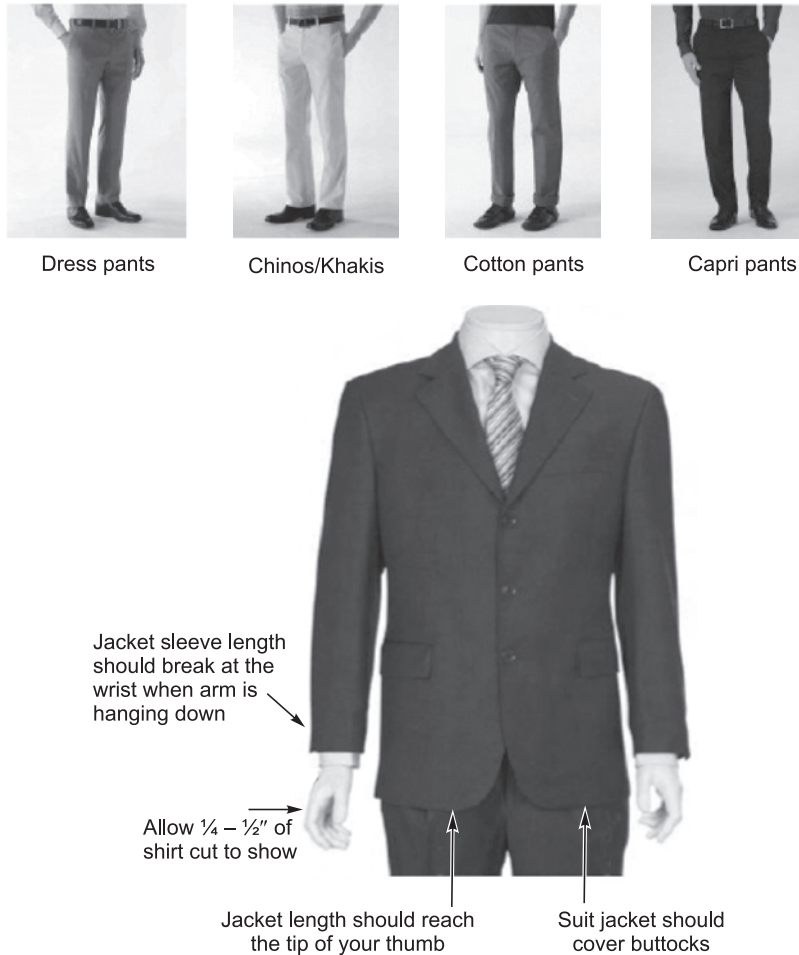 Dress pants
Chinos/Khakis
Cotton pants
Capri pants
Jacket sleeve length
should break at the
wrist when arm is
hanging down
Allow ¼ – ½″ of
shirt cut to show
Jacket length should reach
the tip of your thumb
Suit jacket should
cover buttocks